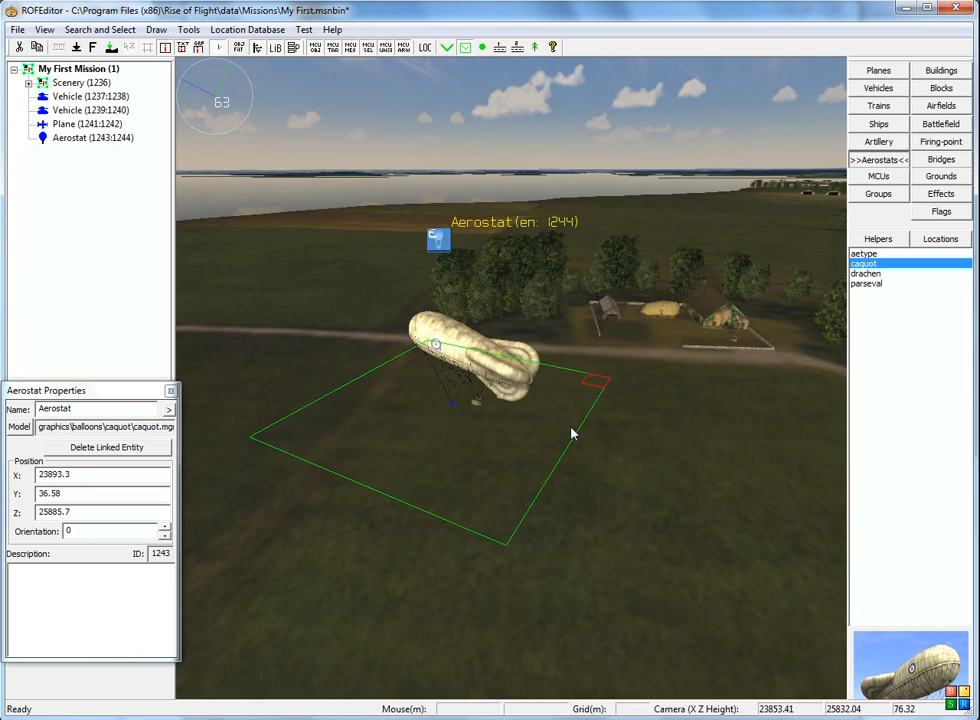 ROFEditor - C:\Program Files (x86)\Rise of Flight\data\Missions\My First.msnbin*
File View Search and Select Draw Tools Location Database Test Help
F LIB LOC
My First Mission (1)
Scenery (1236)
Vehicle (1237:1238)
Vehicle (1239:1240)
Plane (1241:1242)
Aerostat (1243:1244)
63
Aerostat (en: 1244)
Aerostat Properties
Name: Aerostat >
Model graphics\balloons\caquot\caquot.mgm
Delete Linked Entity
Position
X: 23893.3
Y: 36.58
Z: 25885.7
Orientation: 0
Description: ID: 1243
Planes Buildings
Vehicles Blocks
Trains Airfields
Ships Battlefield
Artillery Firing-point
>>Aerostats<< Bridges
MCUs Grounds
Groups Effects
Flags
Helpers Locations
aetype
caquot
drachen
parseval
Ready Mouse(m): Grid(m): Camera (X Z Height): 23853.41 25832.04 76.32